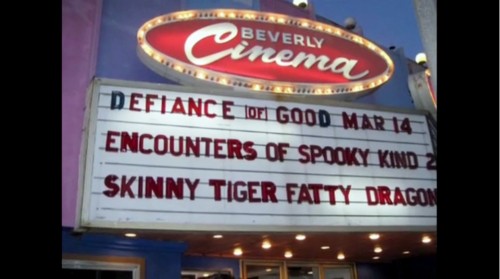 BEVERLY
Cinema
DEFIANCE OF GOOD MAR 14
ENCOUNTERS OF SPOOKY KIND 2
SKINNY TIGER FATTY DRAGON